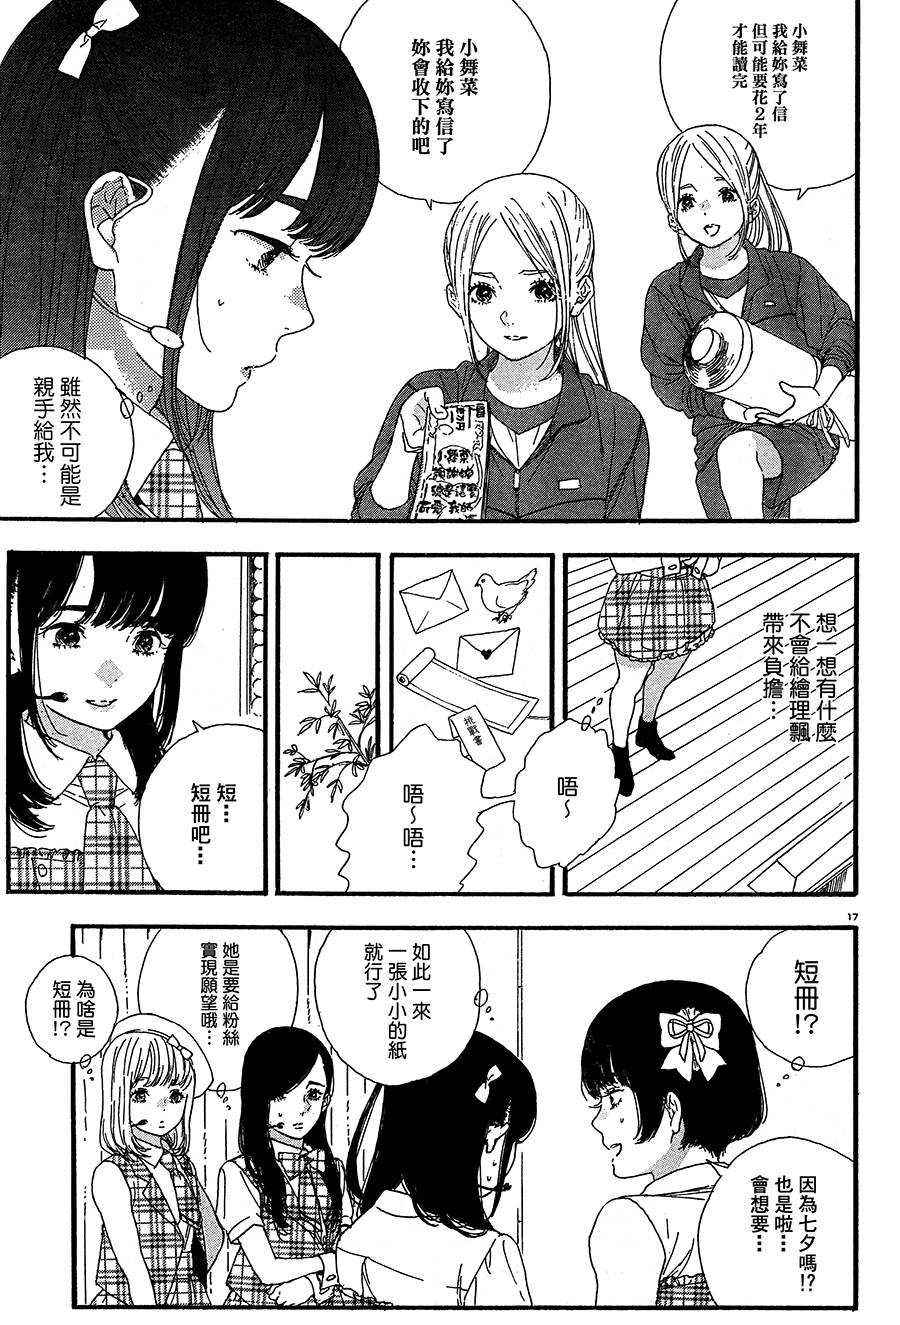 小舞菜
我給妳寫了信
但可能要花2年
才能讀完
小舞菜
我給妳寫信了
妳會收下的吧
雖然不可能是
親手給我…
想一想有什麼
不會給繪理飄
帶來負擔…
唔～
唔～唔…
挑戰書
短…
短冊吧…
17
短冊!?
因為七夕嗎!?
也是啦…
會想要…
如此一來
一張小小的紙
就行了
她是要給粉絲
實現願望哦…
為啥是
短冊!?